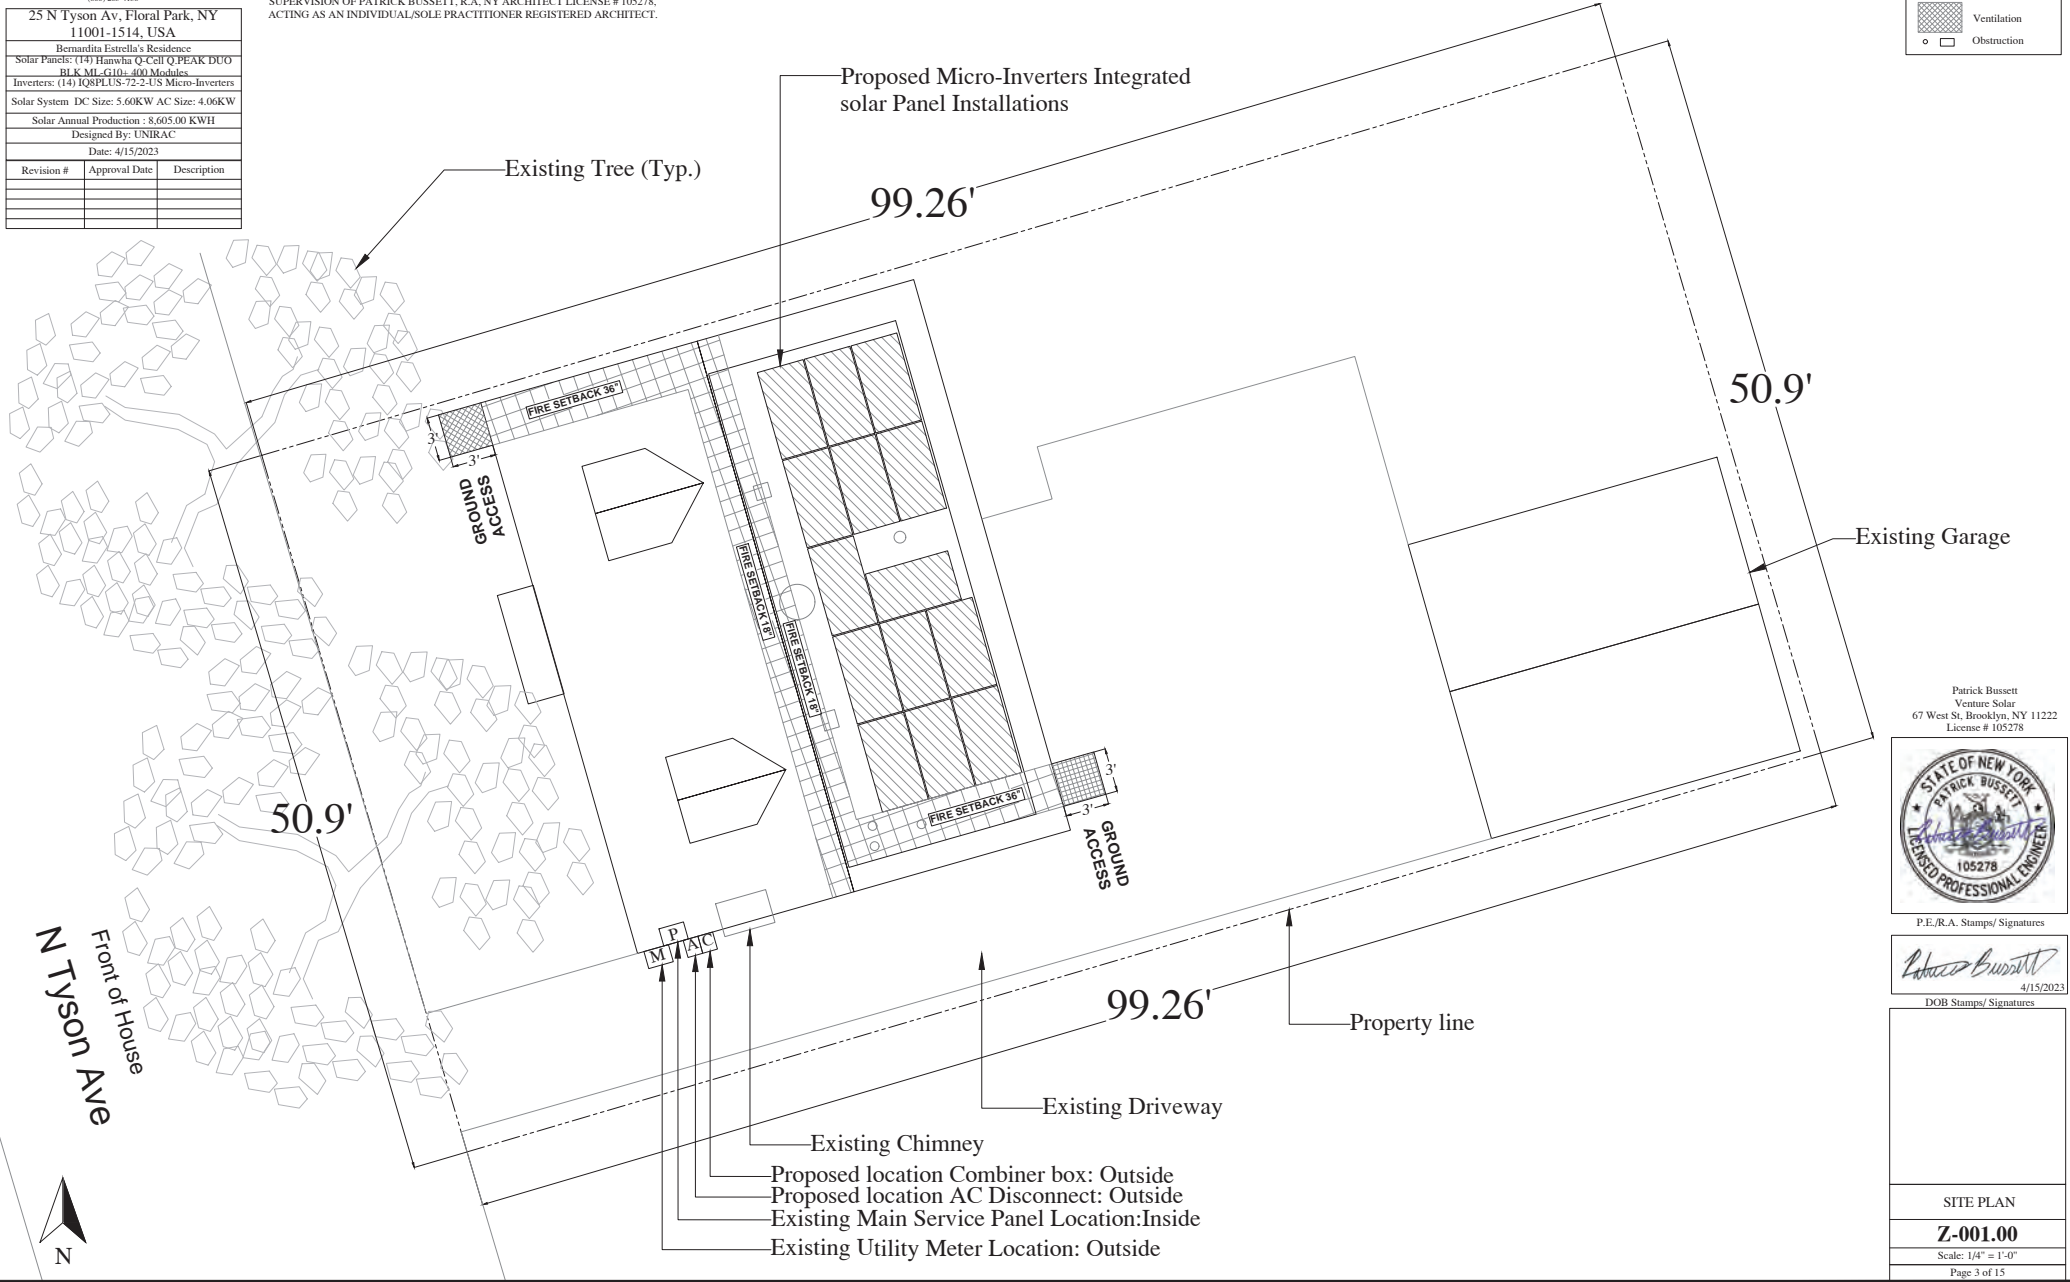 25 N Tyson Av, Floral Park, NY
11001-1514, USA
Bernardita Estrella's Residence
Solar Panels: (14) Hanwha Q-Cell Q.PEAK DUO
BLK ML-G10+ 400 Modules
Inverters: (14) IQ8PLUS-72-2-US Micro-Inverters
Solar System DC Size: 5.60KW AC Size: 4.06KW
Solar Annual Production : 8,605.00 KWH
Designed By: UNIRAC
Date: 4/15/2023
Revision # Approval Date Description
SUPERVISION OF PATRICK BUSSETT, R.A, NY ARCHITECT LICENSE # 105278,
ACTING AS AN INDIVIDUAL/SOLE PRACTITIONER REGISTERED ARCHITECT.
Ventilation
Obstruction
Proposed Micro-Inverters Integrated
solar Panel Installations
Existing Tree (Typ.)
99.26'
50.9'
FIRE SETBACK 36"
3'
3'
GROUND
ACCESS
FIRE SETBACK 18"
FIRE SETBACK 18"
FIRE SETBACK 36"
3'
3'
GROUND
ACCESS
Existing Garage
50.9'
99.26'
P
M
A
C
Front of House
N Tyson Ave
N
Property line
Existing Driveway
Existing Chimney
Proposed location Combiner box: Outside
Proposed location AC Disconnect: Outside
Existing Main Service Panel Location:Inside
Existing Utility Meter Location: Outside
Patrick Bussett
Venture Solar
67 West St, Brooklyn, NY 11222
License # 105278
STATE OF NEW YORK
PATRICK BUSSETT
105278
LICENSED PROFESSIONAL ENGINEER
P.E./R.A. Stamps/ Signatures
Patrick Bussett
4/15/2023
DOB Stamps/ Signatures
SITE PLAN
Z-001.00
Scale: 1/4" = 1'-0"
Page 3 of 15